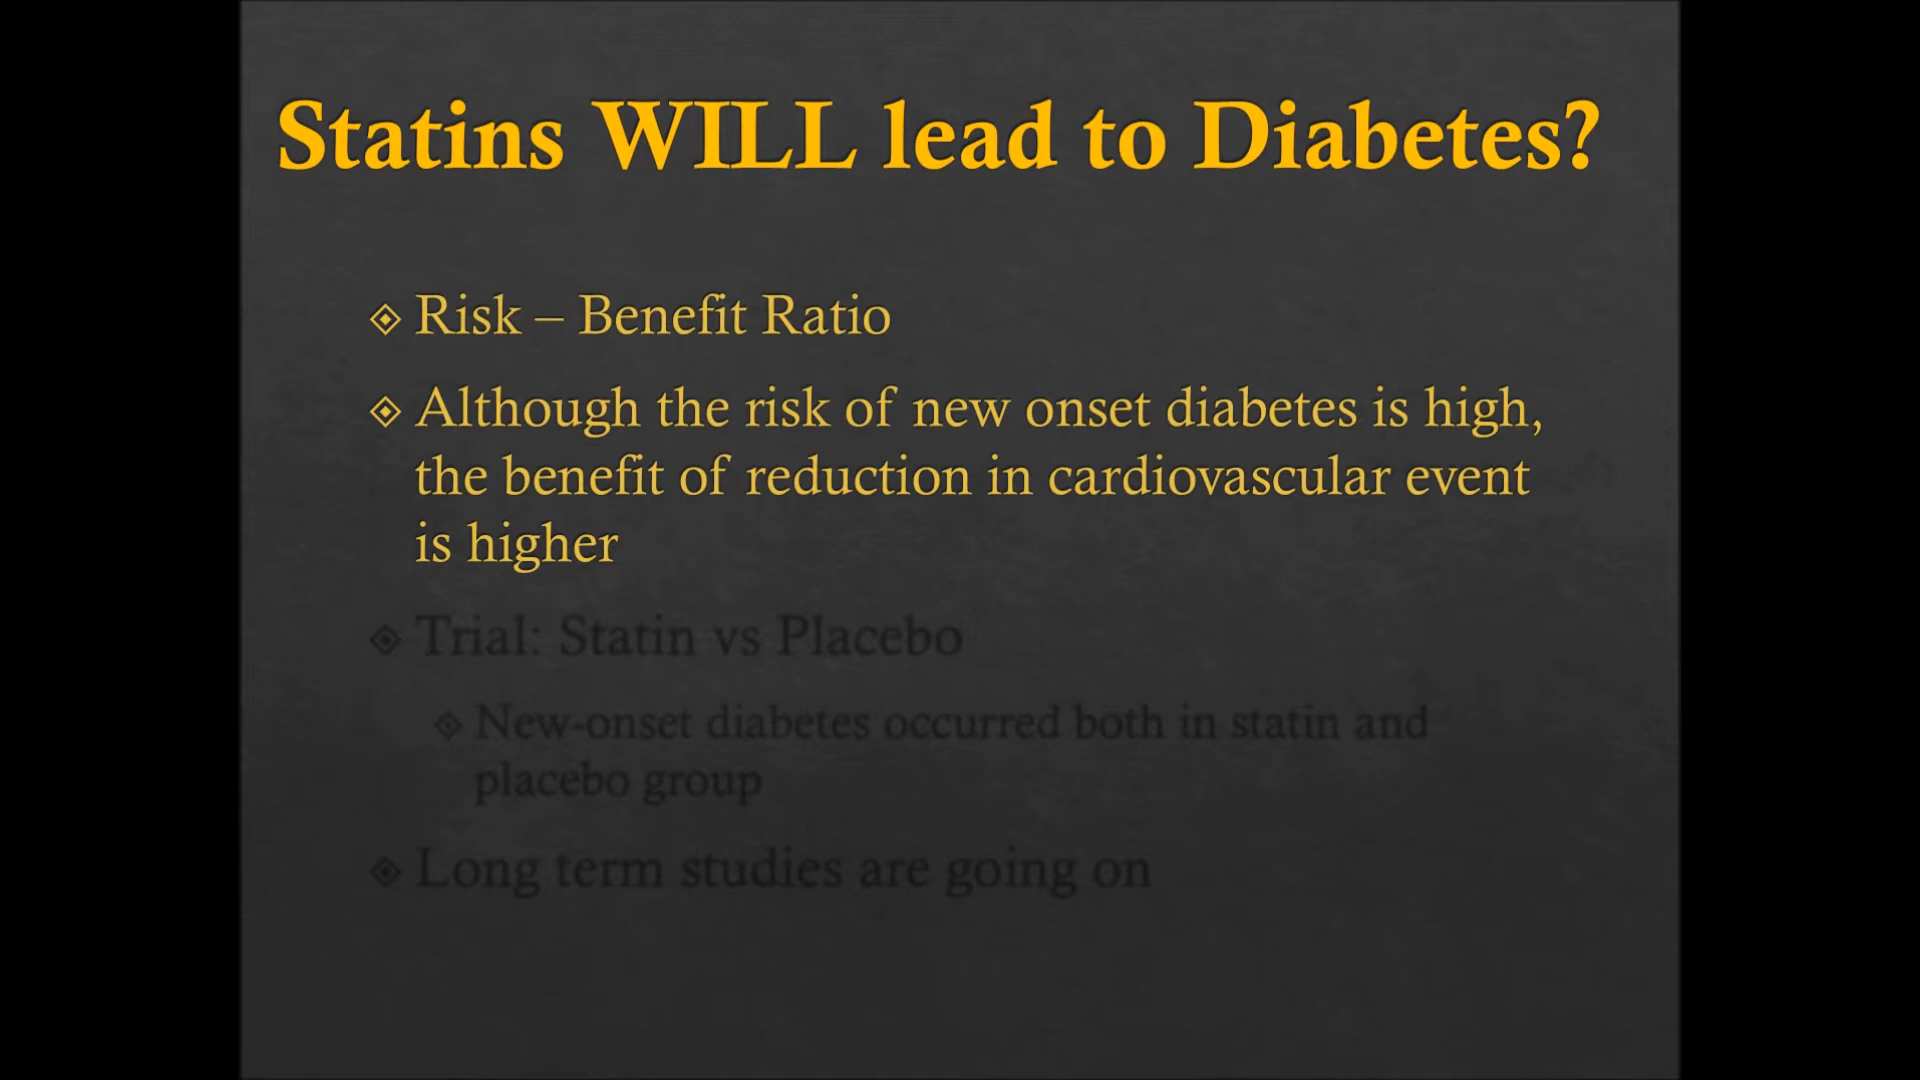 Statins WILL lead to Diabetes?
Risk – Benefit Ratio
Although the risk of new onset diabetes is high,
the benefit of reduction in cardiovascular event
is higher
Trial: Statin vs Placebo
New-onset diabetes occurred both in statin and
placebo group
Long term studies are going on